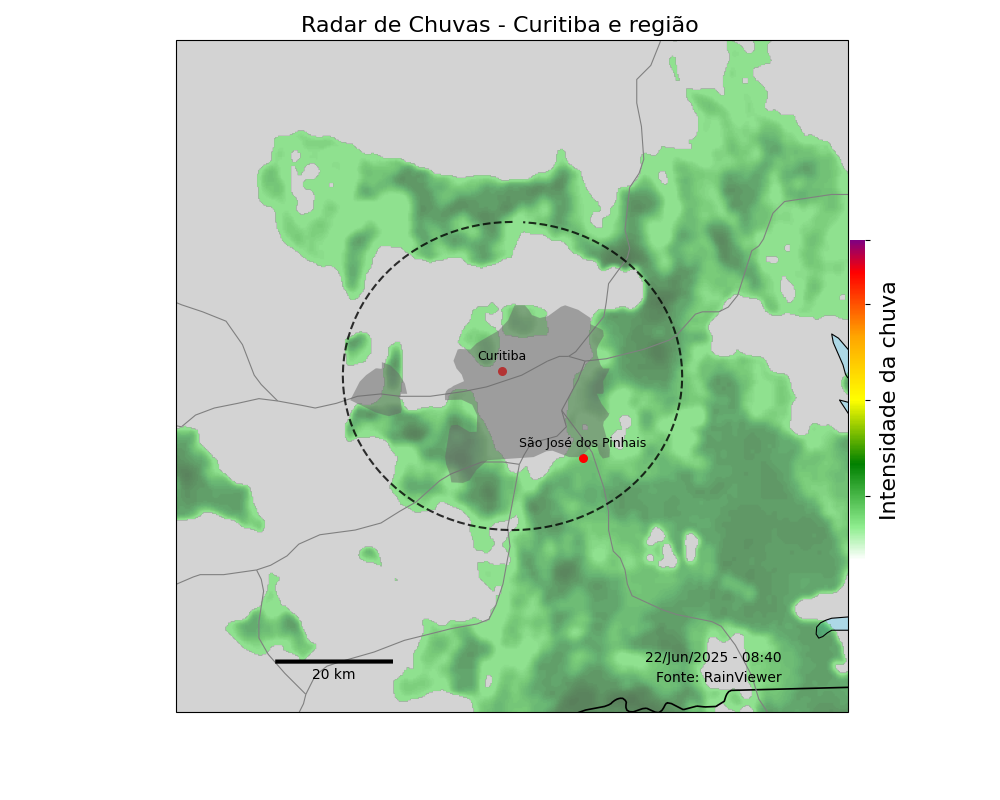 Radar de Chuvas - Curitiba e região
Curitiba
São José dos Pinhais
Intensidade da chuva
22/Jun/2025 - 08:40
Fonte: RainViewer
20 km